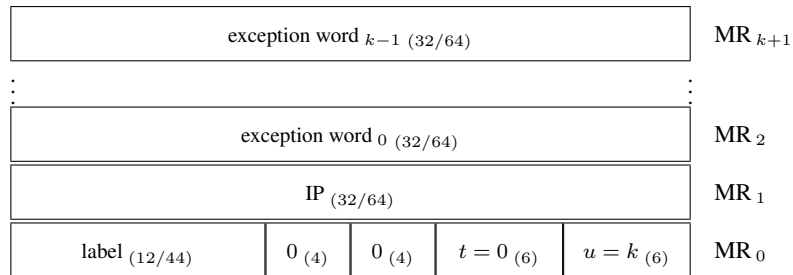 exception word k−1 (32/64) MR k+1
⋮ ⋮
exception word 0 (32/64) MR 2
IP (32/64) MR 1
label (12/44) 0 (4) 0 (4) t = 0 (6) u = k (6) MR 0